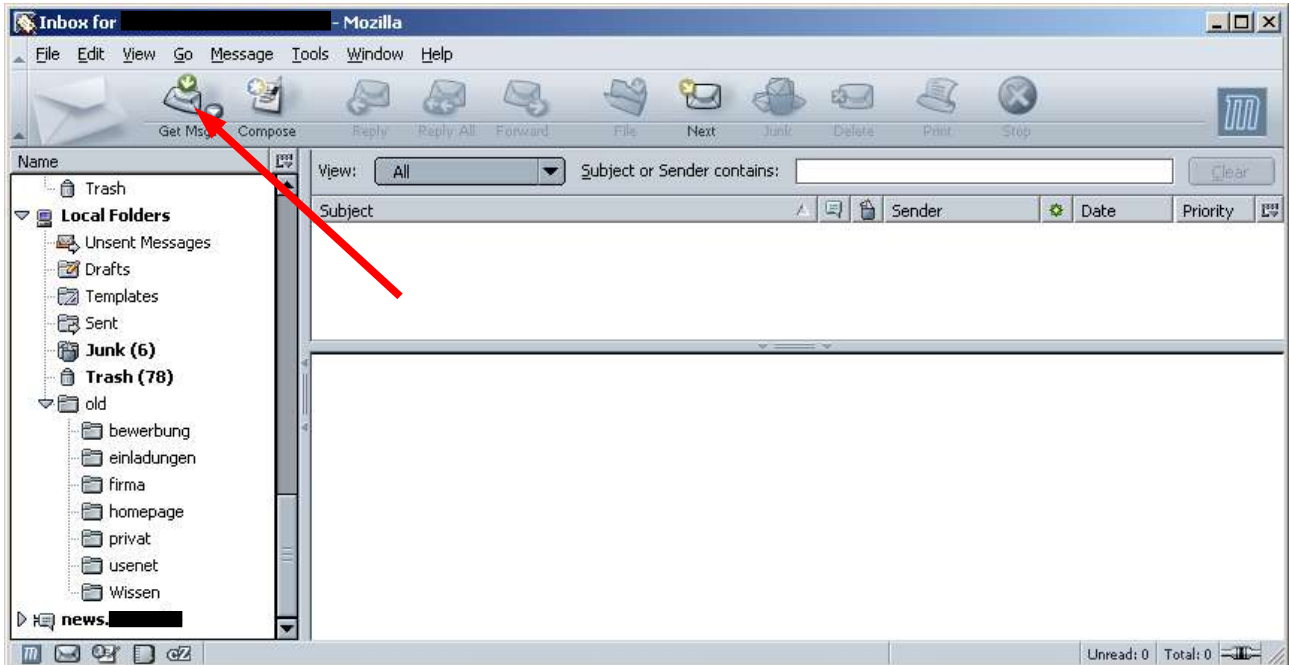 Inbox for - Mozilla
File Edit View Go Message Tools Window Help
Get Msgs Compose Reply Reply All Forward File Next Junk Delete Print Stop
Name
View: All Subject or Sender contains: Clear
Trash
Subject Sender Date Priority
Local Folders
Unsent Messages
Drafts
Templates
Sent
Junk (6)
Trash (78)
old
bewerbung
einladungen
firma
homepage
privat
usenet
Wissen
news.
Unread: 0 Total: 0